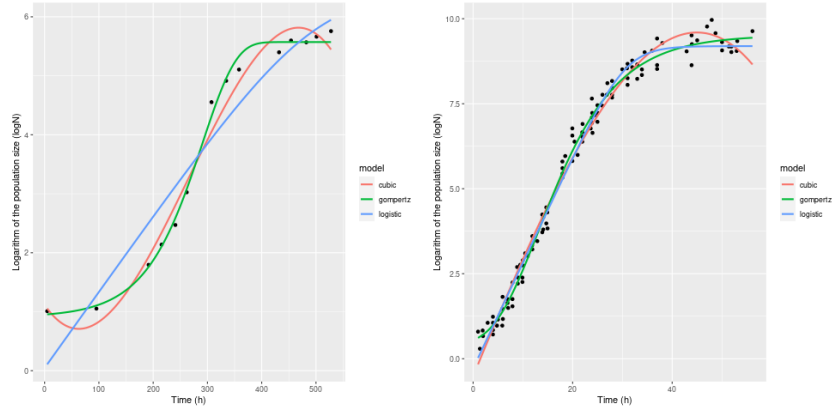 6
4
2
0
0
100
200
300
400
500
Time (h)
Logarithm of the population size (logN)
model
cubic
gompertz
logistic
10.0
7.5
5.0
2.5
0.0
0
20
40
Time (h)
Logarithm of the population size (logN)
model
cubic
gompertz
logistic